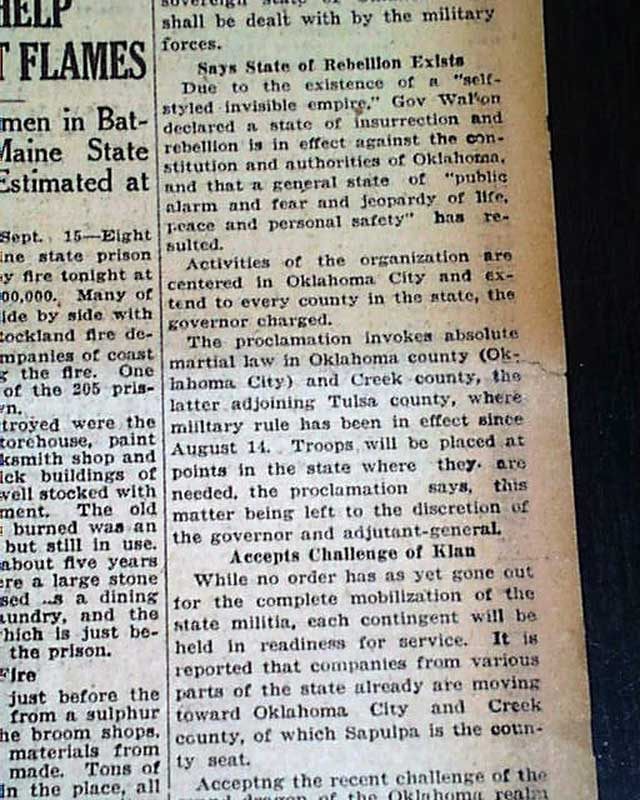 HELP
FLAMES
men in Bat-
Maine State
Estimated at
Sept. 15—Eight
ine state prison
y fire tonight at
00,000. Many of
ide by side with
tockland fire de-
mpanies of coast
g the fire. One
of the 205 pris-
wn.
troyed were the
torehouse, paint
ksmith shop and
ick buildings of
well stocked with
ment. The old
burned was an
but still in use.
about five years
ere a large stone
sed as a dining
aundry, and the
which is just be-
the prison.
Fire
just before the
from a sulphur
he broom shops.
materials from
made. Tons of
in the place, all
sovereign state of
shall be dealt with by the military
forces.
Says State of Rebellion Exists
Due to the existence of a "self-
styled invisible empire," Gov Walton
declared a state of insurrection and
rebellion is in effect against the con-
stitution and authorities of Oklahoma,
and that a general state of "public
alarm and fear and jeopardy of life,
peace and personal safety" has re-
sulted.
Activities of the organization are
centered in Oklahoma City and ex-
tend to every county in the state, the
governor charged.
The proclamation invokes absolute
martial law in Oklahoma county (Ok-
lahoma City) and Creek county, the
latter adjoining Tulsa county, where
military rule has been in effect since
August 14. Troops will be placed at
points in the state where they are
needed, the proclamation says, this
matter being left to the discretion of
the governor and adjutant-general.
Accepts Challenge of Klan
While no order has as yet gone out
for the complete mobilization of the
state militia, each contingent will be
held in readiness for service. It is
reported that companies from various
parts of the state already are moving
toward Oklahoma City and Creek
county, of which Sapulpa is the coun-
ty seat.
Acceptng the recent challenge of the
grand dragon of the Oklahoma realm